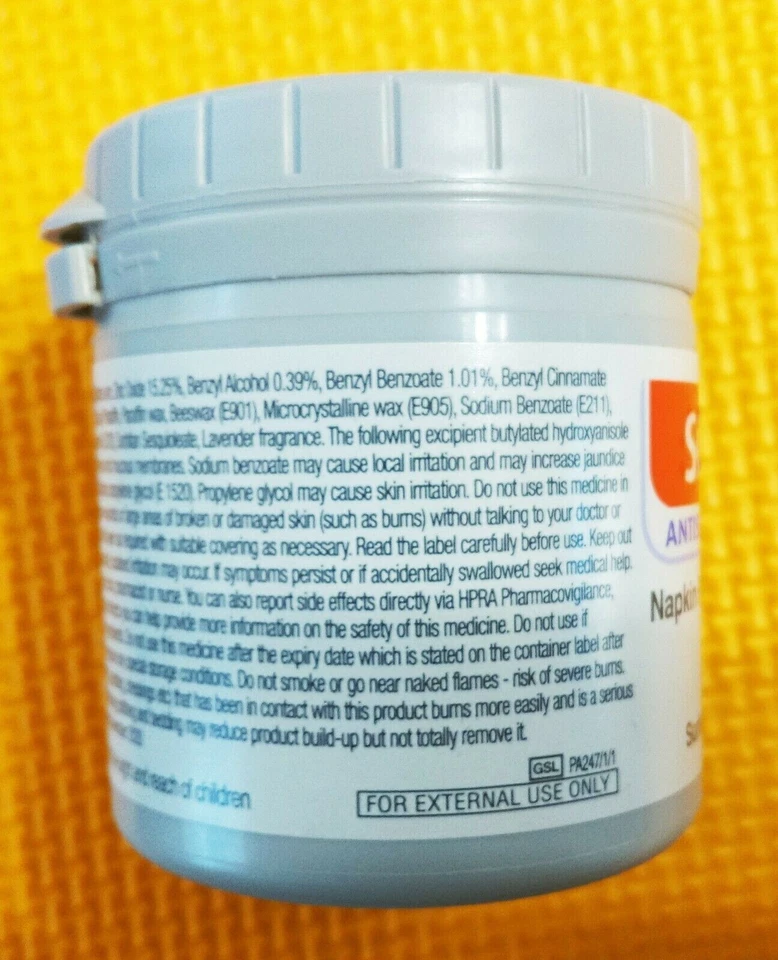 Zinc Oxide 15.25%, Benzyl Alcohol 0.39%, Benzyl Benzoate 1.01%, Benzyl Cinnamate
Paraffin wax, Beeswax (E901), Microcrystalline wax (E905), Sodium Benzoate (E211),
Sorbitan Sesquioleate, Lavender fragrance. The following excipient butylated hydroxyanisole
mucous membranes. Sodium benzoate may cause local irritation and may increase jaundice
glycol (E 1520). Propylene glycol may cause skin irritation. Do not use this medicine in
large areas of broken or damaged skin (such as burns) without talking to your doctor or
with suitable covering as necessary. Read the label carefully before use. Keep out
irritation may occur. If symptoms persist or if accidentally swallowed seek medical help.
or nurse. You can also report side effects directly via HPRA Pharmacovigilance,
you can help provide more information on the safety of this medicine. Do not use if
Do not use this medicine after the expiry date which is stated on the container label after
special storage conditions. Do not smoke or go near naked flames - risk of severe burns.
etc) that has been in contact with this product burns more easily and is a serious
and bedding may reduce product build-up but not totally remove it.
GSL PA247/1/1
and reach of children
FOR EXTERNAL USE ONLY
S
ANTIS
Napkin
Su